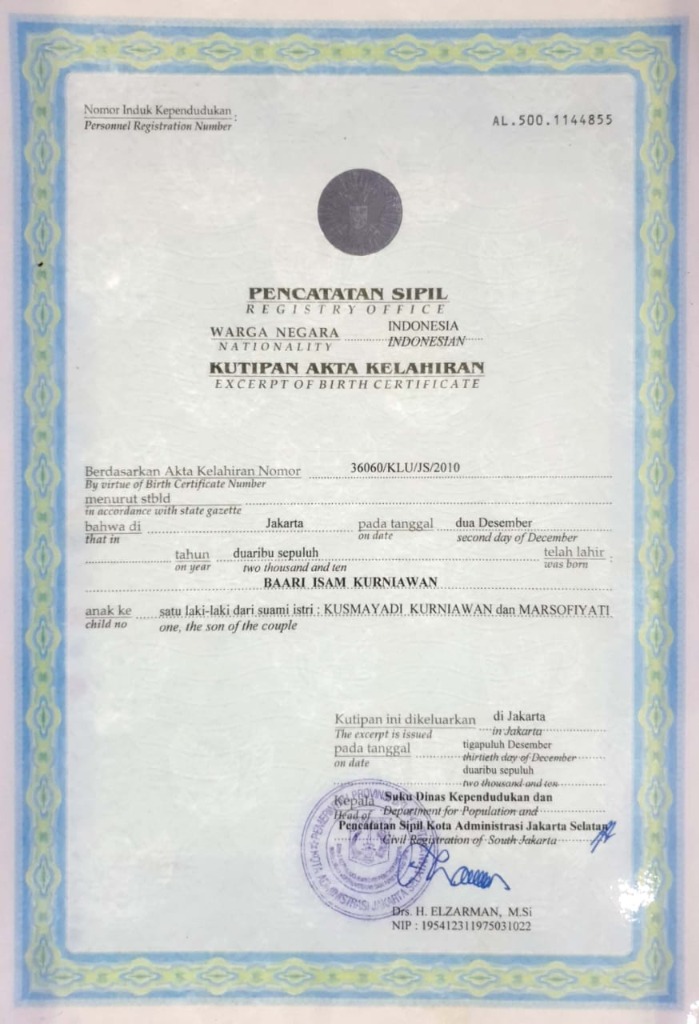 Nomor Induk Kependudukan :
Personnel Registration Number
AL.500.1144855
PENCATATAN SIPIL
REGISTRY OFFICE
WARGA NEGARA INDONESIA
NATIONALITY INDONESIAN
KUTIPAN AKTA KELAHIRAN
EXCERPT OF BIRTH CERTIFICATE
Berdasarkan Akta Kelahiran Nomor 36060/KLU/JS/2010
By virtue of Birth Certificate Number
menurut stbld
in accordance with state gazette
bahwa di Jakarta pada tanggal dua Desember
that in on date second day of December
tahun duaribu sepuluh telah lahir :
on year two thousand and ten was born
BAARI ISAM KURNIAWAN
anak ke satu laki-laki dari suami istri : KUSMAYADI KURNIAWAN dan MARSOFIYATI
child no one, the son of the couple
Kutipan ini dikeluarkan di Jakarta
The excerpt is issued in Jakarta
pada tanggal tigapuluh Desember
on date thirtieth day of December
duaribu sepuluh
two thousand and ten
Kepala Suku Dinas Kependudukan dan
Head of Department for Population and
Pencatatan Sipil Kota Administrasi Jakarta Selatan
Civil Registration of South Jakarta
Drs. H. ELZARMAN, M.Si
NIP : 195412311975031022